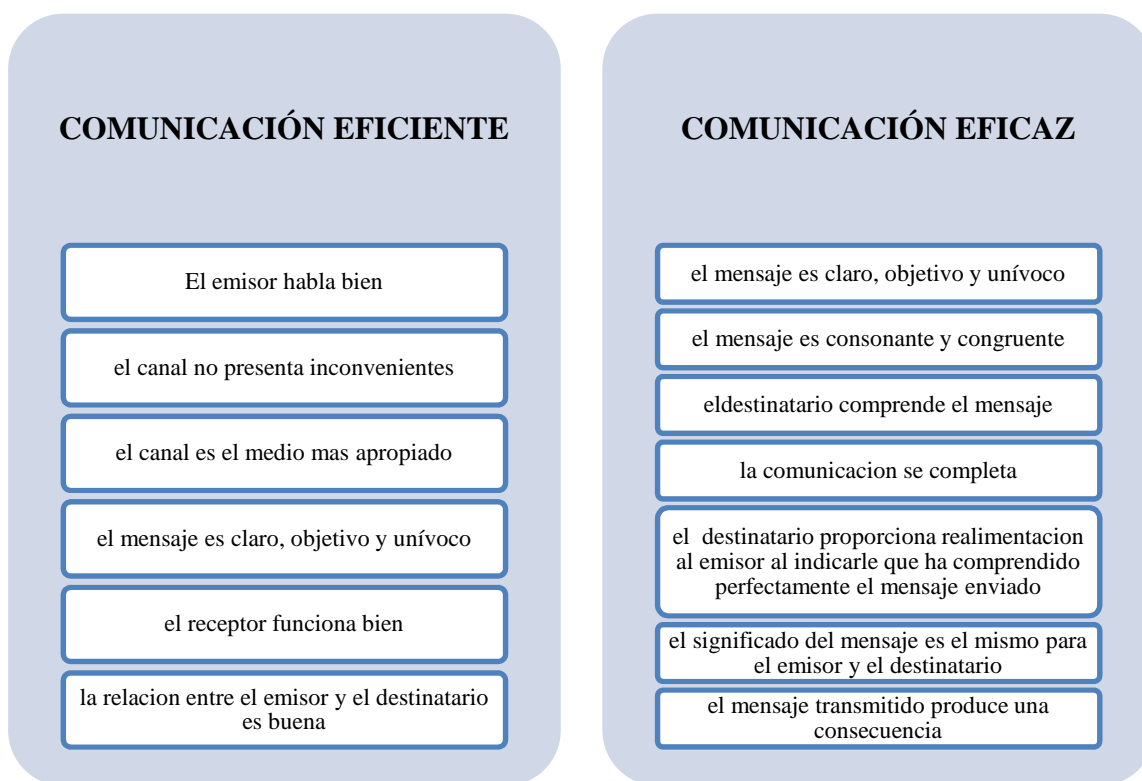 COMUNICACIÓN EFICIENTE
El emisor habla bien
el canal no presenta inconvenientes
el canal es el medio mas apropiado
el mensaje es claro, objetivo y unívoco
el receptor funciona bien
la relacion entre el emisor y el destinatario
es buena
COMUNICACIÓN EFICAZ
el mensaje es claro, objetivo y unívoco
el mensaje es consonante y congruente
eldestinatario comprende el mensaje
la comunicacion se completa
el destinatario proporciona realimentacion
al emisor al indicarle que ha comprendido
perfectamente el mensaje enviado
el significado del mensaje es el mismo para
el emisor y el destinatario
el mensaje transmitido produce una
consecuencia